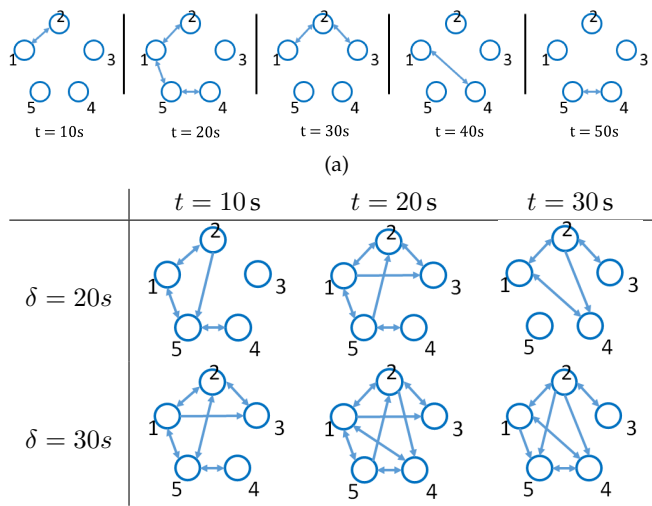 2 2 2 2 2
1 3 1 3 1 3 1 3 1 3
5 4 5 4 5 4 5 4 5 4
t = 10s t = 20s t = 30s t = 40s t = 50s
(a)
t = 10 s t = 20 s t = 30 s
2 2 2
δ = 20s 1 3 1 3 1 3
5 4 5 4 5 4
2 2 2
δ = 30s 1 3 1 3 1 3
5 4 5 4 5 4